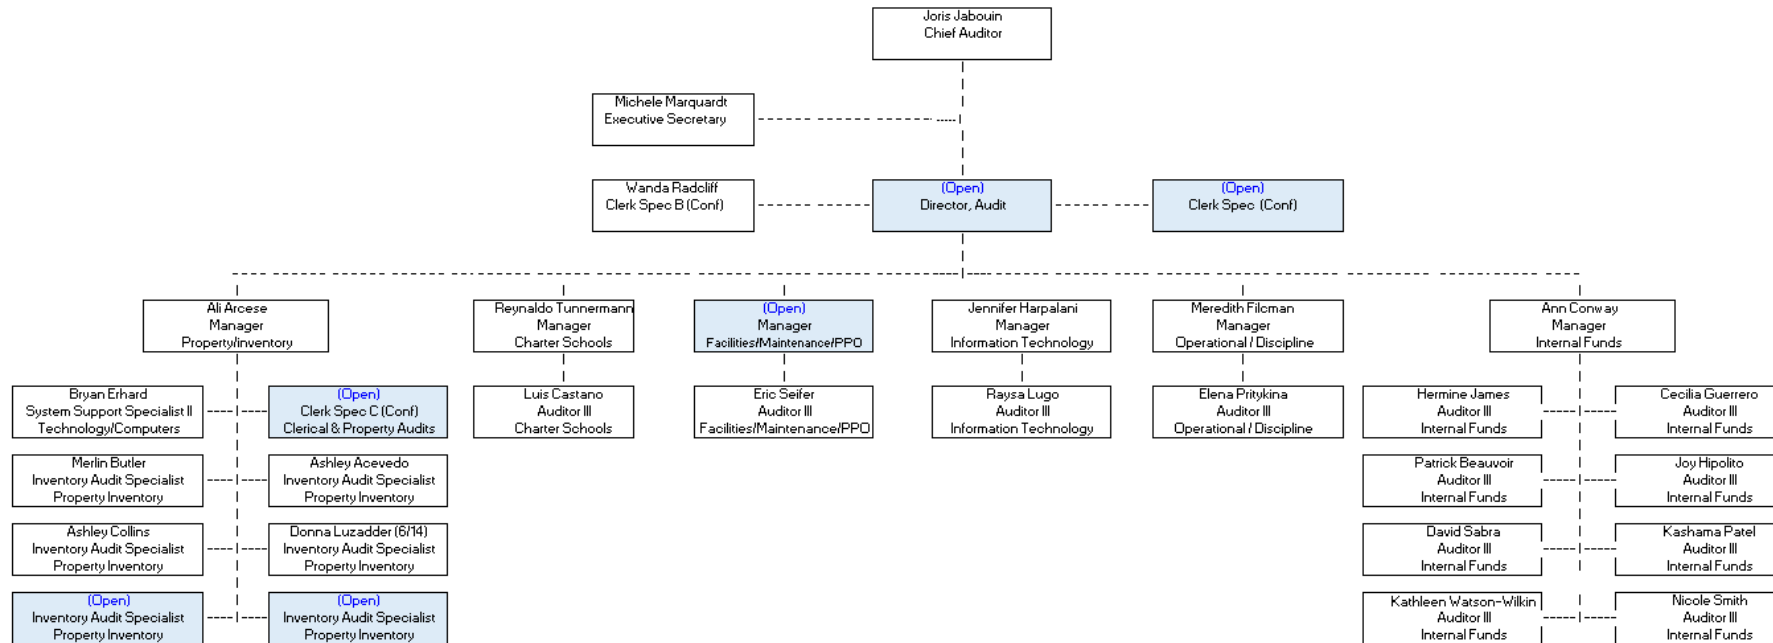 Joris Jabouin
Chief Auditor
Michele Marquardt
Executive Secretary
Wanda Radcliff
Clerk Spec B (Conf)
(Open)
Director, Audit
(Open)
Clerk Spec (Conf)
Ali Arcese
Manager
Property/inventory
Reynaldo Tunnermann
Manager
Charter Schools
(Open)
Manager
Facilities/Maintenance/PPO
Jennifer Harpalani
Manager
Information Technology
Meredith Filcman
Manager
Operational / Discipline
Ann Conway
Manager
Internal Funds
Bryan Erhard
System Support Specialist II
Technology/Computers
(Open)
Clerk Spec C (Conf)
Clerical & Property Audits
Luis Castano
Auditor III
Charter Schools
Eric Seifer
Auditor III
Facilities/Maintenance/PPO
Raysa Lugo
Auditor III
Information Technology
Elena Pritykina
Auditor III
Operational / Discipline
Hermine James
Auditor III
Internal Funds
Cecilia Guerrero
Auditor III
Internal Funds
Merlin Butler
Inventory Audit Specialist
Property Inventory
Ashley Acevedo
Inventory Audit Specialist
Property Inventory
Patrick Beauvoir
Auditor III
Internal Funds
Joy Hipolito
Auditor III
Internal Funds
Ashley Collins
Inventory Audit Specialist
Property Inventory
Donna Luzadder (6/14)
Inventory Audit Specialist
Property Inventory
David Sabra
Auditor III
Internal Funds
Kashama Patel
Auditor III
Internal Funds
(Open)
Inventory Audit Specialist
Property Inventory
(Open)
Inventory Audit Specialist
Property Inventory
Kathleen Watson-Wilkin
Auditor III
Internal Funds
Nicole Smith
Auditor III
Internal Funds